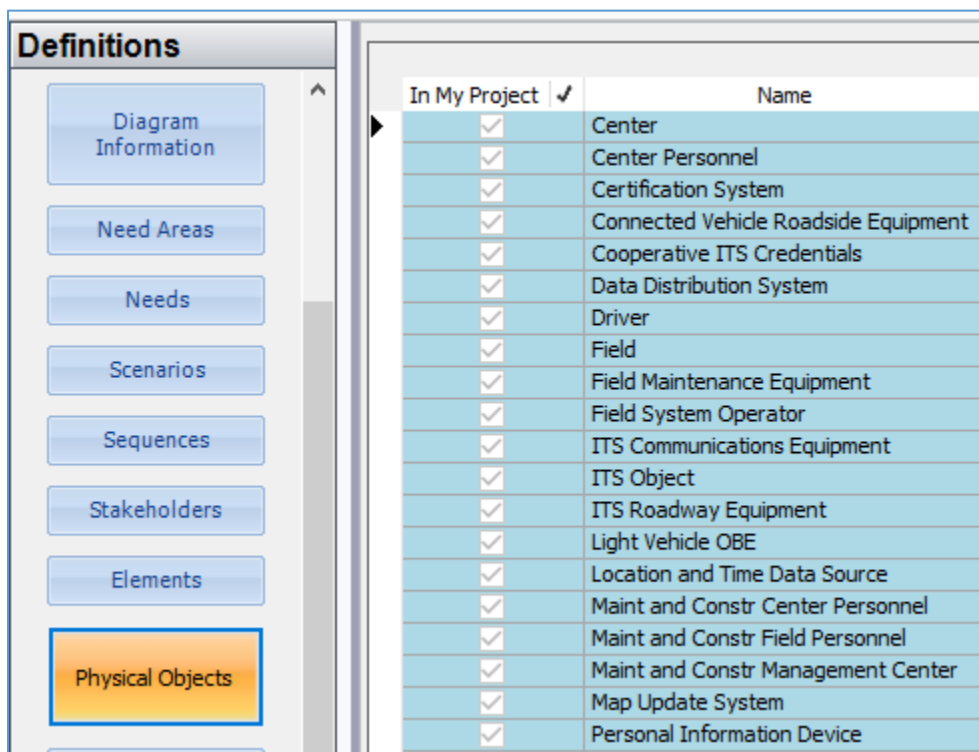 Definitions
Diagram
Information
Need Areas
Needs
Scenarios
Sequences
Stakeholders
Elements
Physical Objects
In My Project ✓ Name
Center
Center Personnel
Certification System
Connected Vehicle Roadside Equipment
Cooperative ITS Credentials
Data Distribution System
Driver
Field
Field Maintenance Equipment
Field System Operator
ITS Communications Equipment
ITS Object
ITS Roadway Equipment
Light Vehicle OBE
Location and Time Data Source
Maint and Constr Center Personnel
Maint and Constr Field Personnel
Maint and Constr Management Center
Map Update System
Personal Information Device